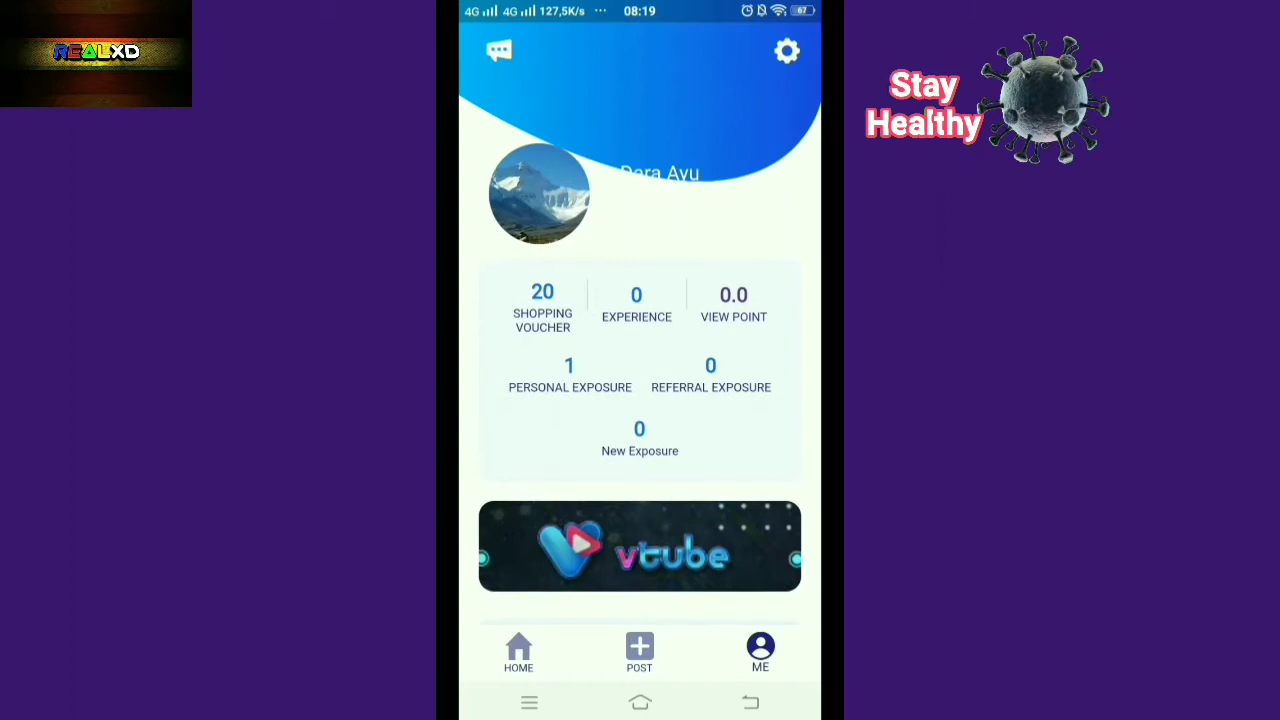 REALXD
4G 4G 127,5K/s ... 08:19 67
Stay
Healthy
Dara Ayu
20
SHOPPING
VOUCHER
0
EXPERIENCE
0.0
VIEW POINT
1
PERSONAL EXPOSURE
0
REFERRAL EXPOSURE
0
New Exposure
vtube
HOME
POST
ME